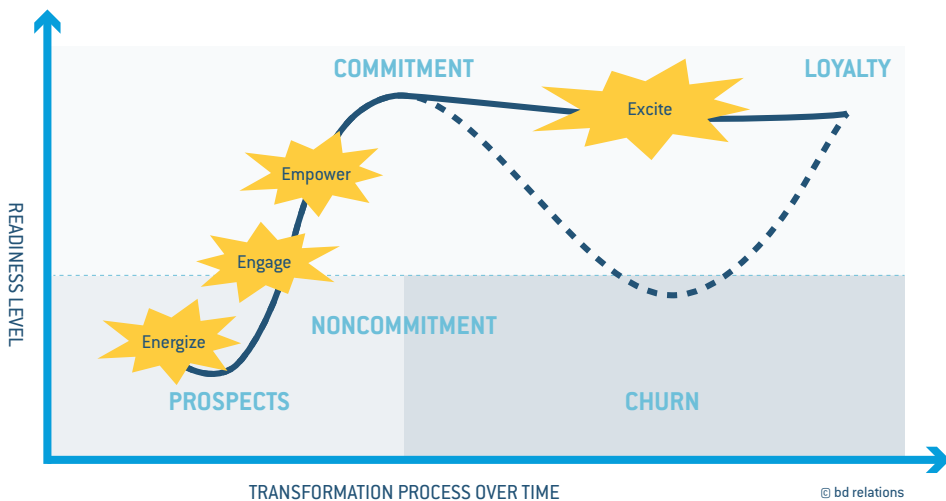 COMMITMENT
LOYALTY
Excite
Empower
Engage
READINESS LEVEL
NONCOMMITMENT
Energize
PROSPECTS
CHURN
TRANSFORMATION PROCESS OVER TIME
© bd relations